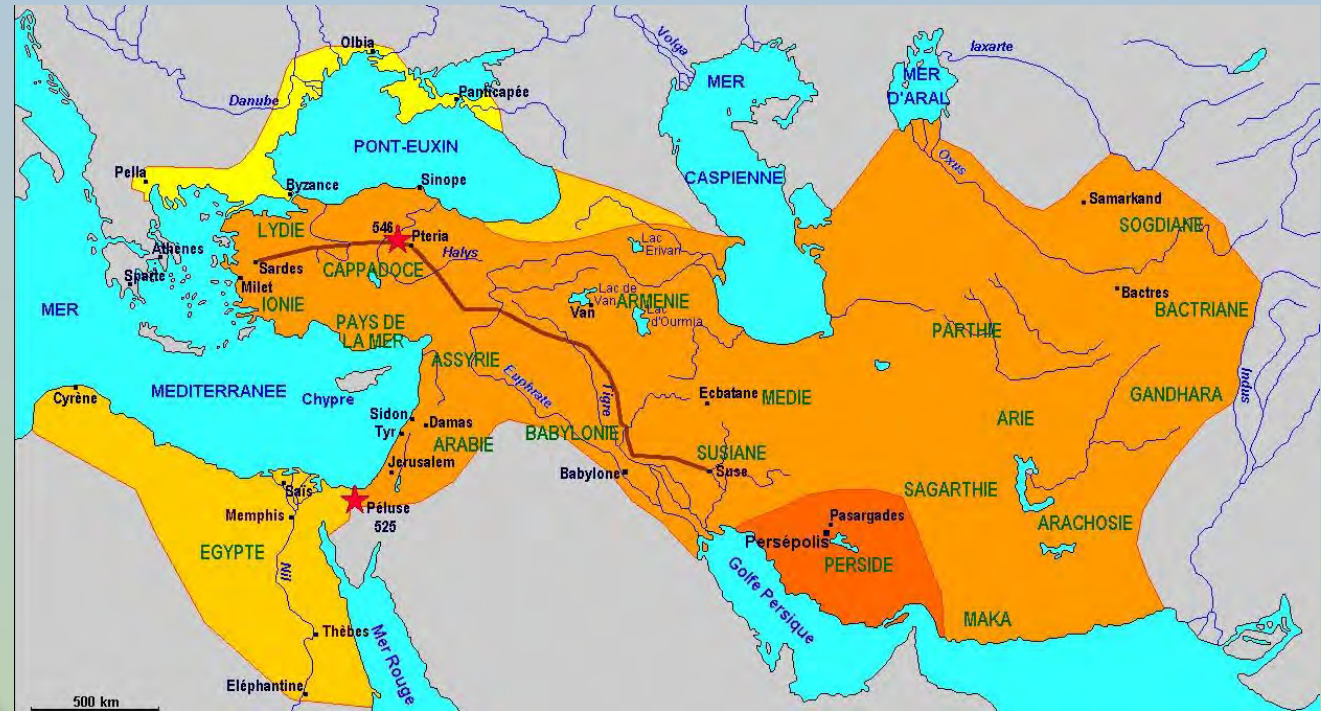 Olbia
Volga
Iaxarte
MER
MER
D'ARAL
Danube
Panticapée
PONT-EUXIN
Oxus
Pella
Byzance
Sinope
CASPIENNE
Samarkand
SOGDIANE
LYDIE
546
Pteria
Halys
Lac
Erivan
Athènes
Sardes
CAPPADOCE
Sparte
Milet
IONIE
Lac de
Van
ARMENIE
Van
Lac
d'Ourmia
Bactres
BACTRIANE
MER
PAYS DE
LA MER
PARTHIE
ASSYRIE
Euphrate
Tigre
Indus
MEDITERRANEE
Chypre
Ecbatane
MEDIE
GANDHARA
Cyrène
Sidon
Tyr
Damas
ARABIE
BABYLONIE
ARIE
SUSIANE
Jerusalem
Babylone
Suse
Saïs
SAGARTHIE
Memphis
Péluse
525
Pasargades
ARACHOSIE
Persépolis
EGYPTE
PERSIDE
Nil
Golfe Persique
MAKA
Thèbes
Mer Rouge
Eléphantine
500 km